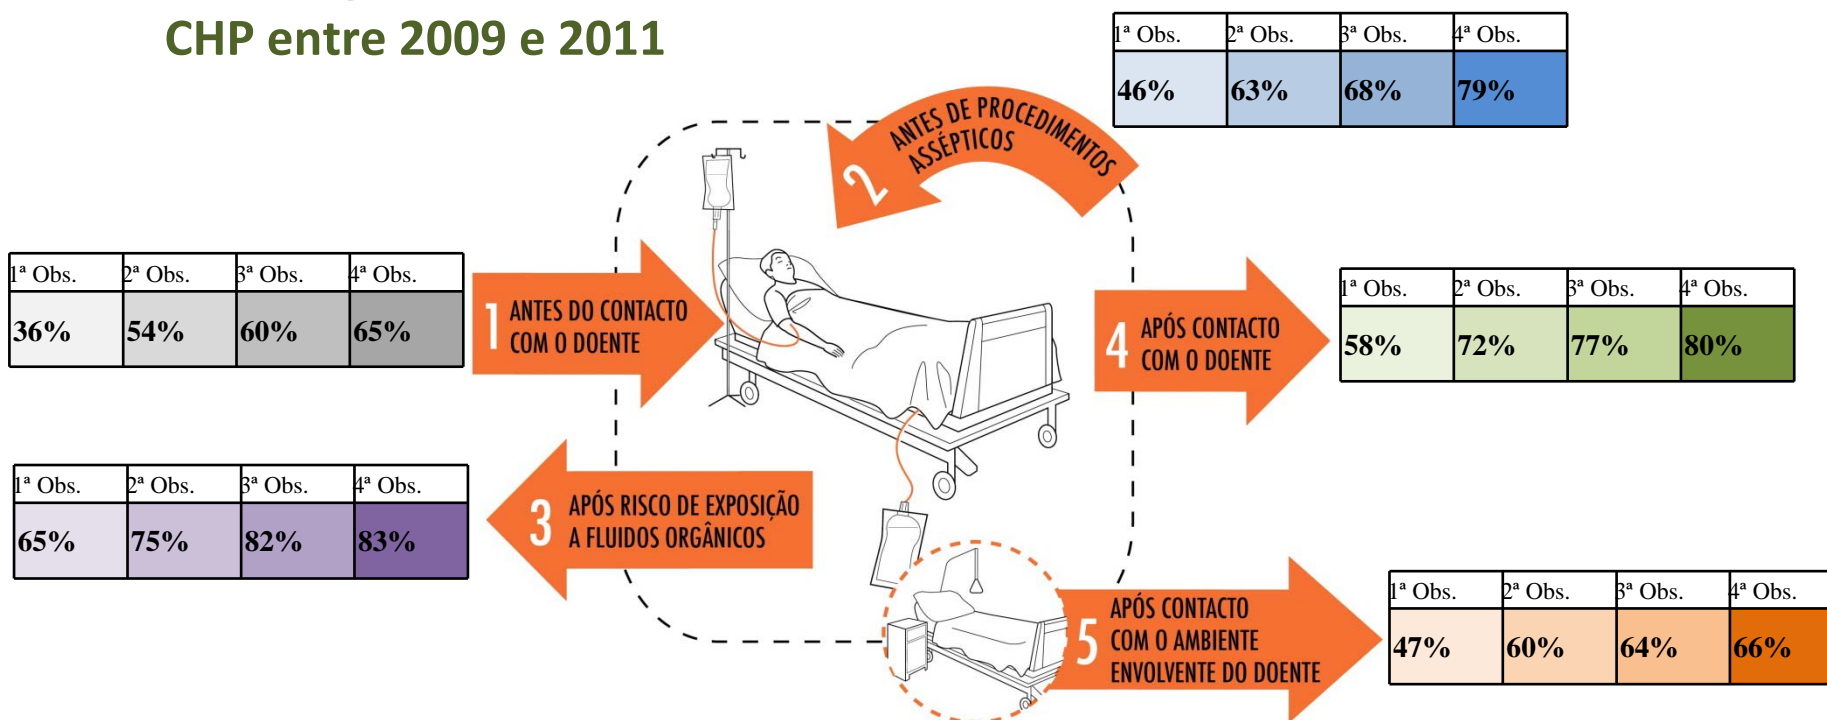 CHP entre 2009 e 2011
1ª Obs. 2ª Obs. 3ª Obs. 4ª Obs.
46% 63% 68% 79%
2 ANTES DE PROCEDIMENTOS
ASSÉPTICOS
1ª Obs. 2ª Obs. 3ª Obs. 4ª Obs.
36% 54% 60% 65%
1 ANTES DO CONTACTO
COM O DOENTE
4 APÓS CONTACTO
COM O DOENTE
1ª Obs. 2ª Obs. 3ª Obs. 4ª Obs.
58% 72% 77% 80%
1ª Obs. 2ª Obs. 3ª Obs. 4ª Obs.
65% 75% 82% 83%
3 APÓS RISCO DE EXPOSIÇÃO
A FLUIDOS ORGÂNICOS
5 APÓS CONTACTO
COM O AMBIENTE
ENVOLVENTE DO DOENTE
1ª Obs. 2ª Obs. 3ª Obs. 4ª Obs.
47% 60% 64% 66%